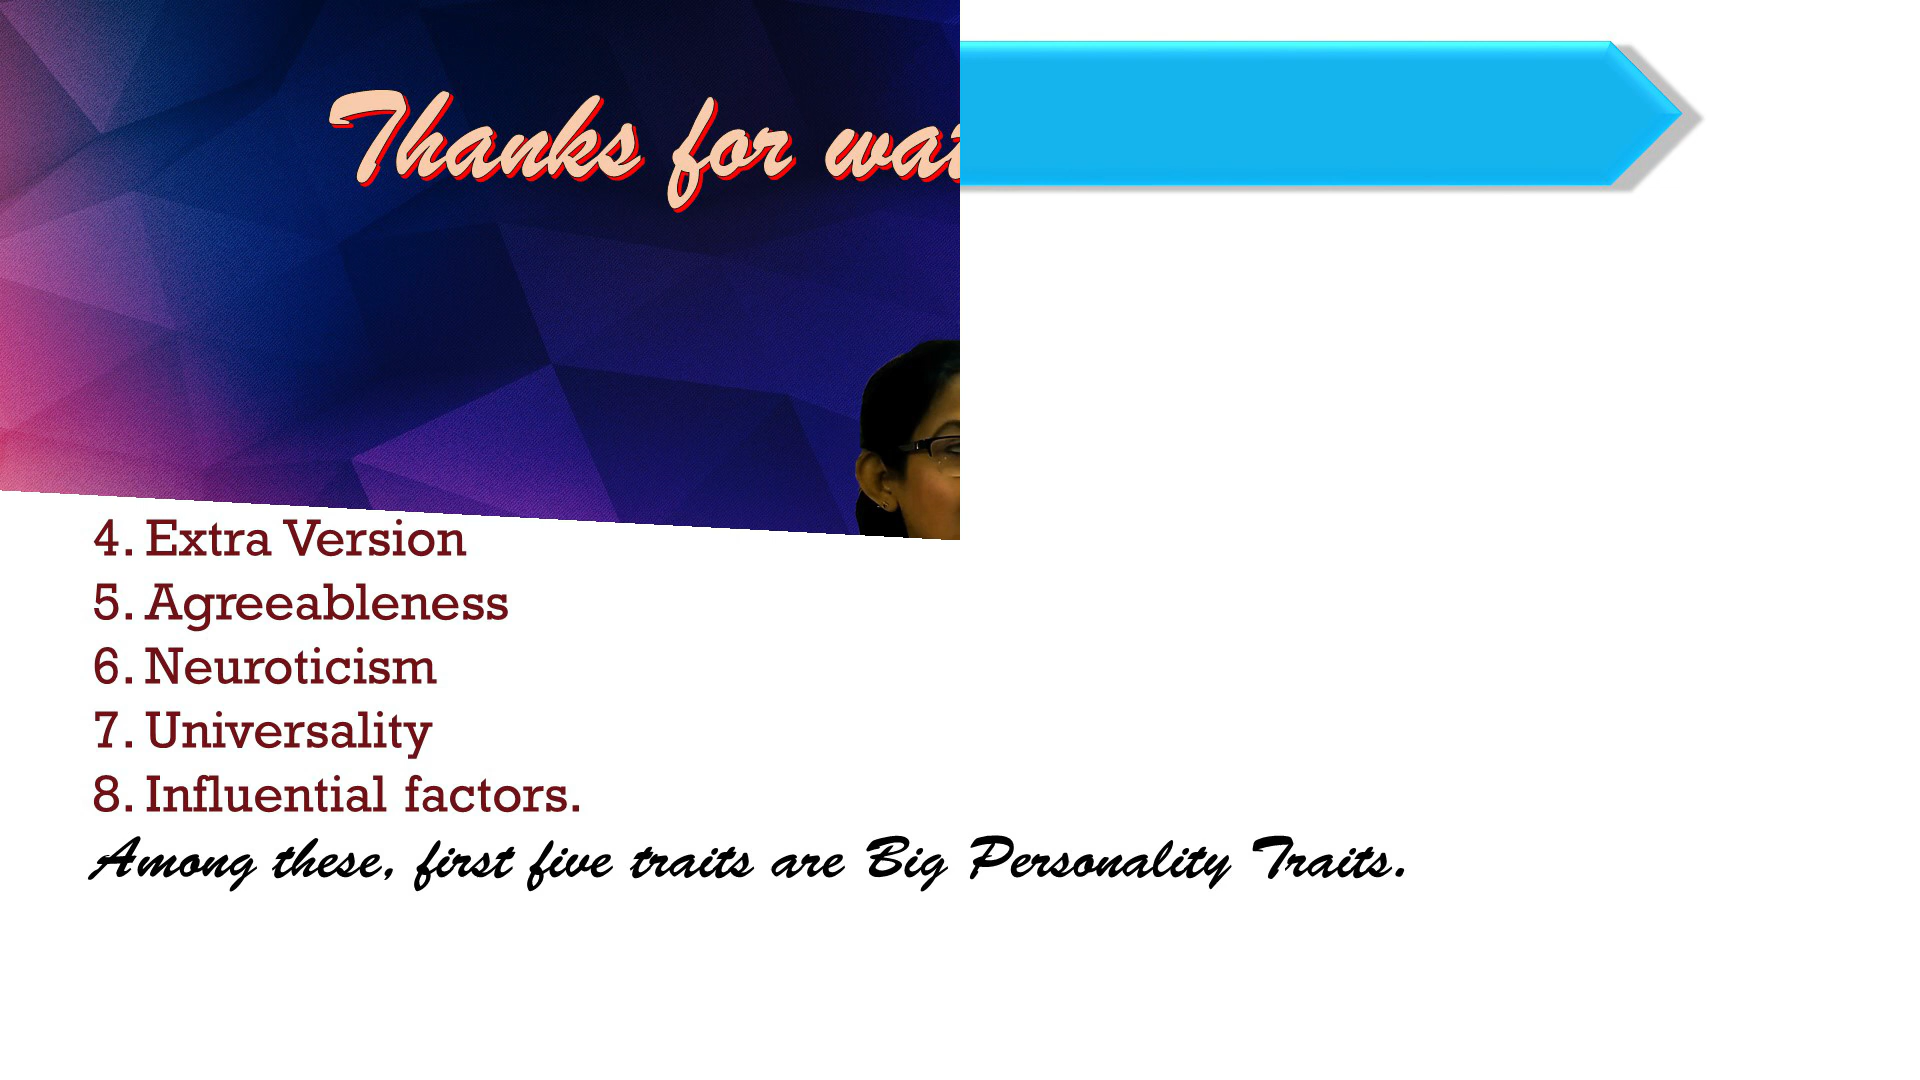 Thanks for
4. Extra Version
5. Agreeableness
6. Neuroticism
7. Universality
8. Influential factors.
Among these, first five traits are Big Personality Traits.